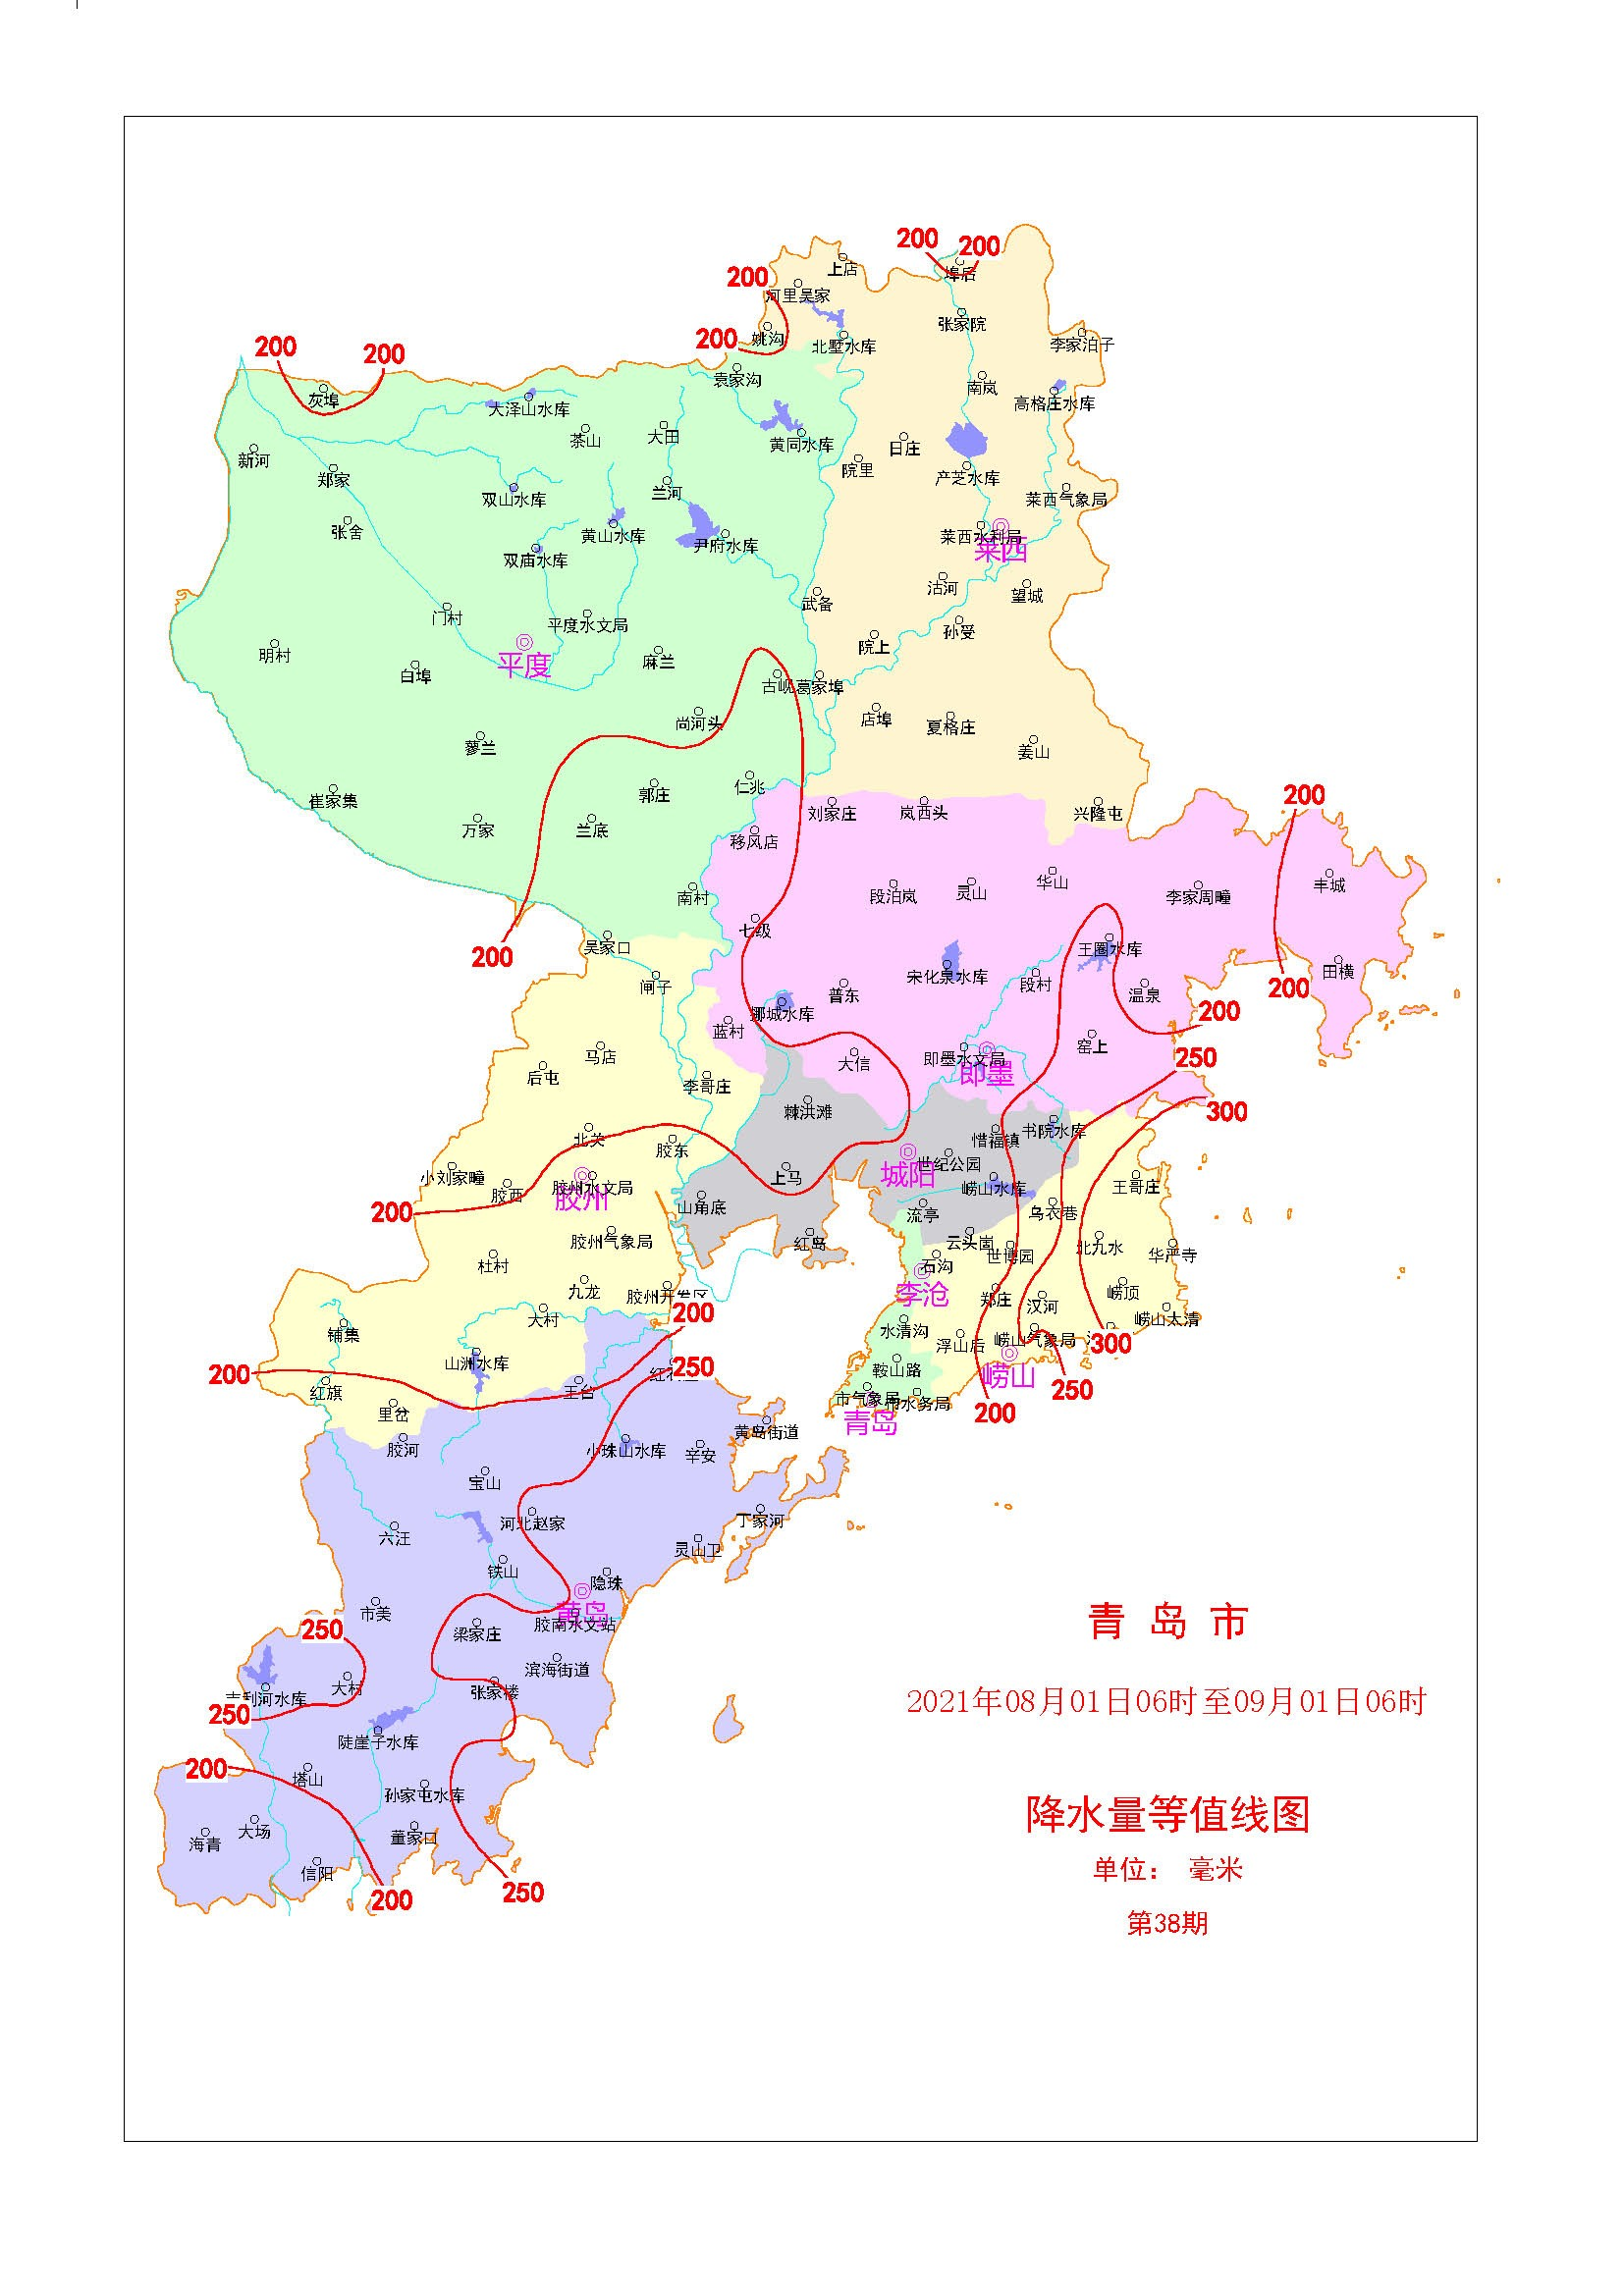 200
200
上店
200
埠后
200
河里吴家
张家院
200
姚沟
北墅水库
李家泊子
200
200
灰埠
袁家沟
南岚
高格庄水库
大泽山水库
茶山
大田
黄同水库
日庄
新河
郑家
院里
产芝水库
双山水库
兰河
莱西气象局
张舍
黄山水库
尹府水库
莱西水利局
莱西
双庙水库
沽河
望城
武备
门村
平度水文局
孙受
院上
明村
平度
麻兰
白埠
古岘
葛家埠
尚河头
店埠
夏格庄
蓼兰
姜山
仁兆
郭庄
200
崔家集
刘家庄
岚西头
兴隆屯
万家
兰底
移风店
华山
丰城
南村
段泊岚
灵山
李家周疃
七级
吴家口
200
王圈水库
闸子
宋化泉水库
段村
田横
普东
温泉
200
挪城水库
200
蓝村
马店
大信
即墨水文局
窑上
250
后屯
李哥庄
即墨
棘洪滩
300
北关
书院水库
惜福镇
胶东
世纪公园
小刘家疃
上马
城阳
胶西
胶州水文局
胶州
崂山水库
王哥庄
山角底
200
流亭
乌衣巷
胶州气象局
红岛
云头崮
北九水
世博园
华严寺
杜村
石沟
九龙
胶州开发区
李沧
郑庄
汉河
崂顶
200
大村
崂山太清
铺集
水清沟
浮山后
崂山气象局
300
山洲水库
250
200
鞍山路
崂山
红旗
王台
250
市气象局
市水务局
里岔
200
青岛
黄岛街道
胶河
小珠山水库
辛安
宝山
河北赵家
丁家河
六汪
灵山卫
铁山
隐珠
市美
黄岛
青 岛 市
250
梁家庄
胶南水文站
滨海街道
大村
吉利河水库
张家楼
2021年08月01日06时至09月01日06时
250
陡崖子水库
200
塔山
孙家屯水库
降水量等值线图
大场
海青
董家口
单位： 毫米
信阳
250
200
第38期